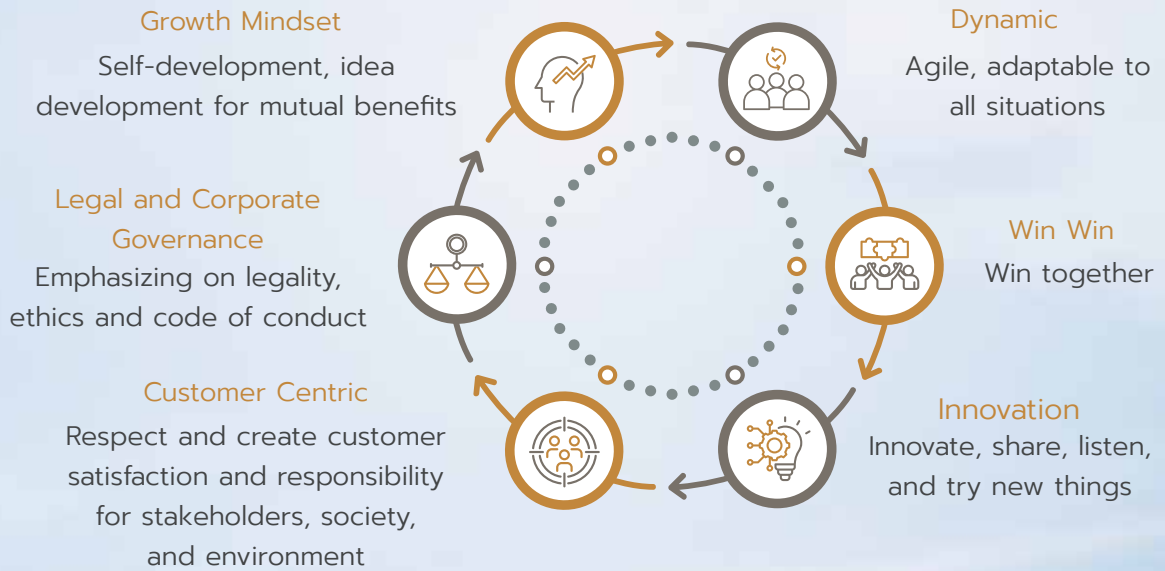 Growth Mindset
Self-development, idea
development for mutual benefits
Dynamic
Agile, adaptable to
all situations
Legal and Corporate
Governance
Emphasizing on legality,
ethics and code of conduct
Win Win
Win together
Customer Centric
Respect and create customer
satisfaction and responsibility
for stakeholders, society,
and environment
Innovation
Innovate, share, listen,
and try new things